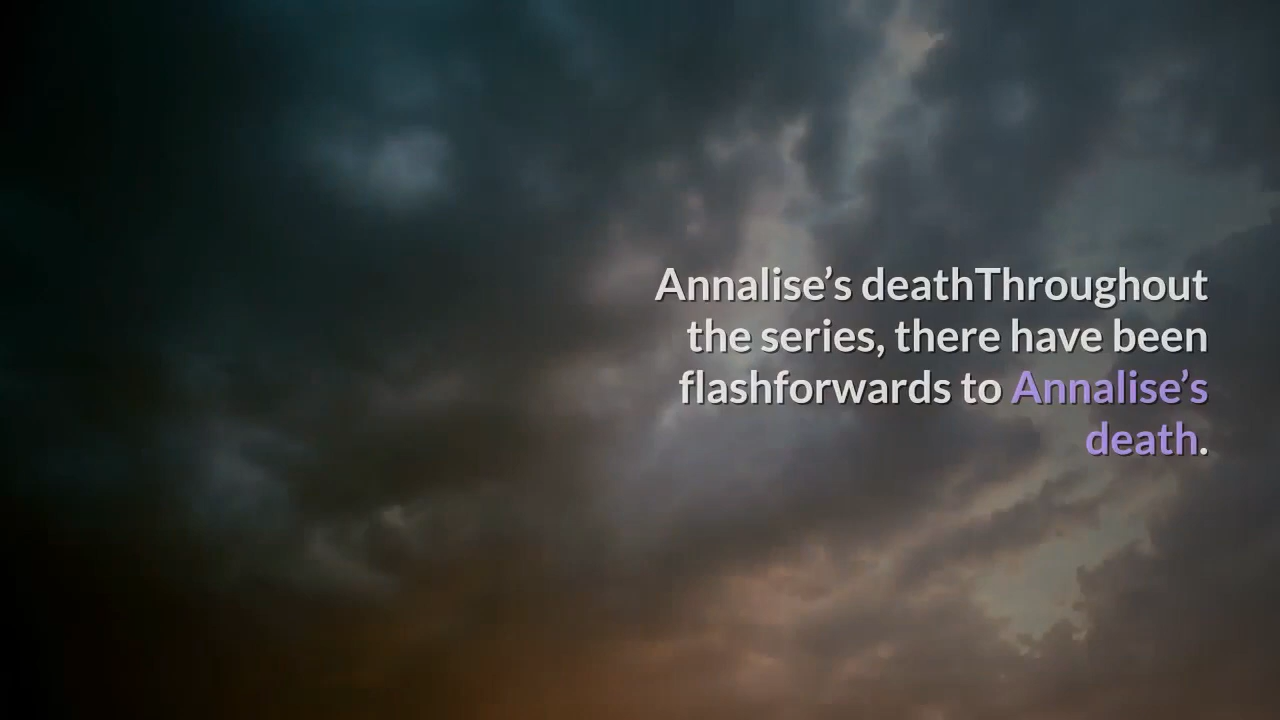 Annalise’s deathThroughout
the series, there have been
flashforwards to Annalise’s
death.